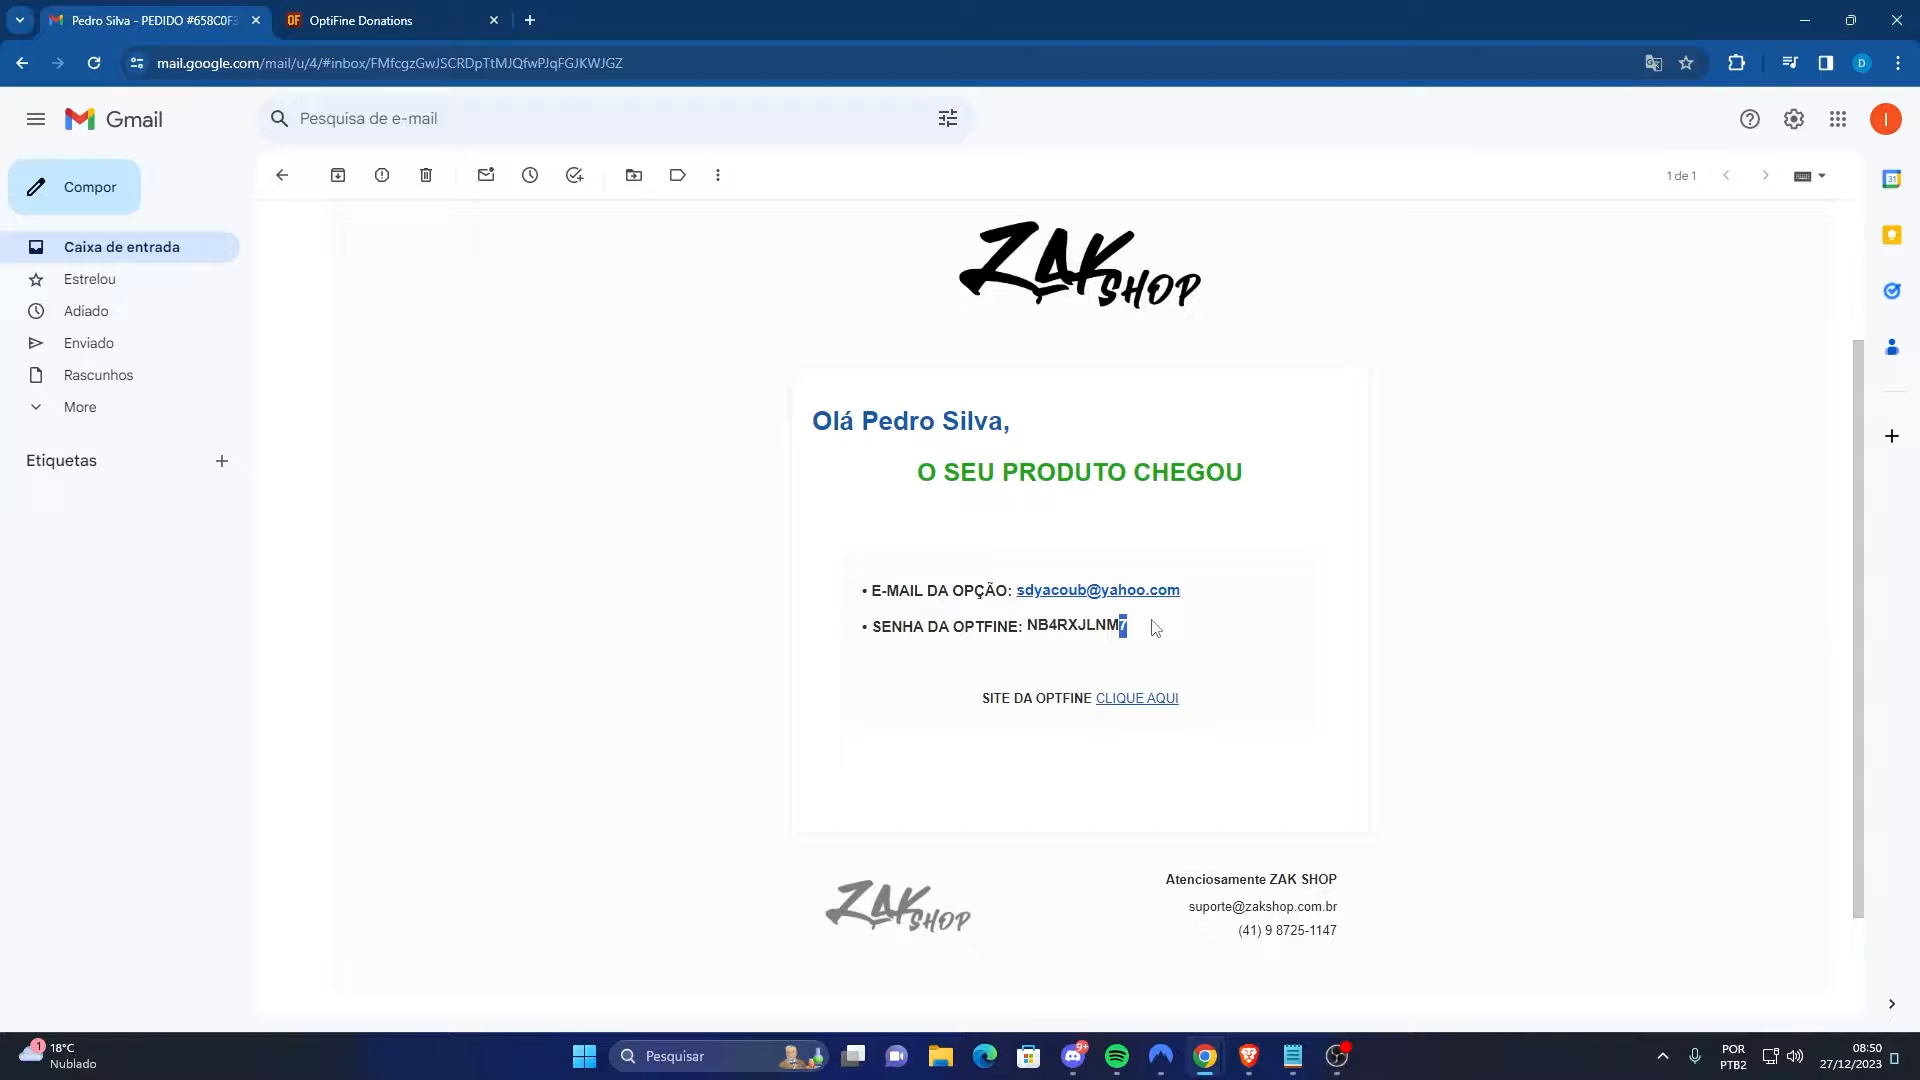 Pedro Silva - PEDIDO #658C0F
OF OptiFine Donations
mail.google.com/mail/u/4/#inbox/FMfcgzGwJSCRDpTtMJQfwPJqFGJKWJGZ
D
Gmail
Pesquisa de e-mail
I
Compor
1 de 1
31
Caixa de entrada
Estrelou
Adiado
Enviado
Rascunhos
More
Etiquetas
ZAK SHOP
Olá Pedro Silva,
O SEU PRODUTO CHEGOU
• E-MAIL DA OPÇÃO: sdyacoub@yahoo.com
• SENHA DA OPTFINE: NB4RXJLNM7
SITE DA OPTFINE CLIQUE AQUI
ZAK SHOP
Atenciosamente ZAK SHOP
suporte@zakshop.com.br
(41) 9 8725-1147
1
18°C
Nublado
Pesquisar
9+
POR
PTB2
08:50
27/12/2023